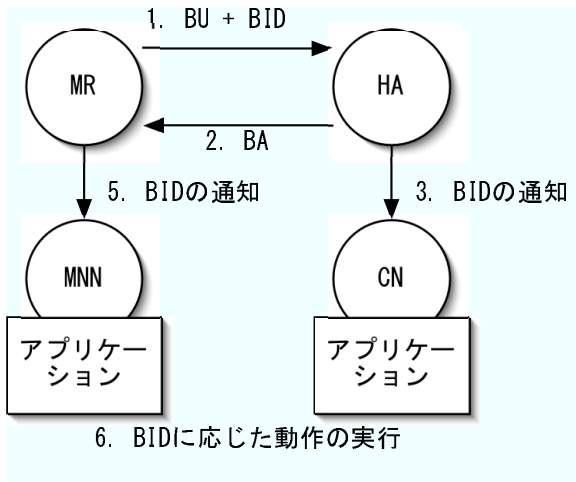 1. BU + BID
MR
HA
2. BA
5. BIDの通知
3. BIDの通知
MNN
CN
アプリケー
ション
アプリケー
ション
6. BIDに応じた動作の実行